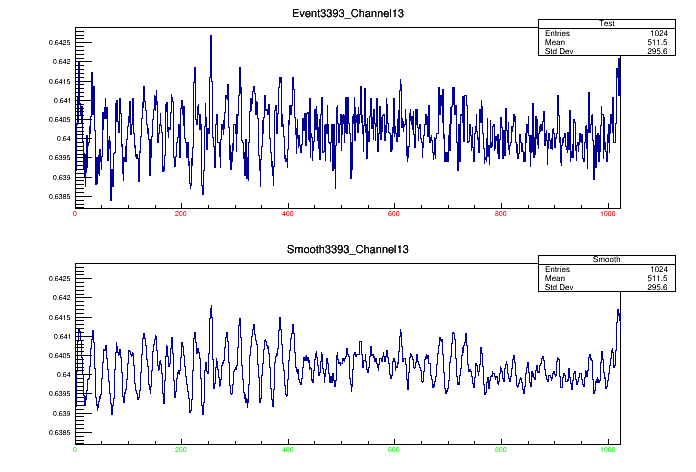 Event3393_Channel13
Test
Entries 1024
Mean 511.5
Std Dev 295.6
0.6425
0.642
0.6415
0.641
0.6405
0.64
0.6395
0.639
0.6385
0 200 400 600 800 1000
Smooth3393_Channel13
Smooth
Entries 1024
Mean 511.5
Std Dev 295.6
0.6425
0.642
0.6415
0.641
0.6405
0.64
0.6395
0.639
0.6385
0 200 400 600 800 1000